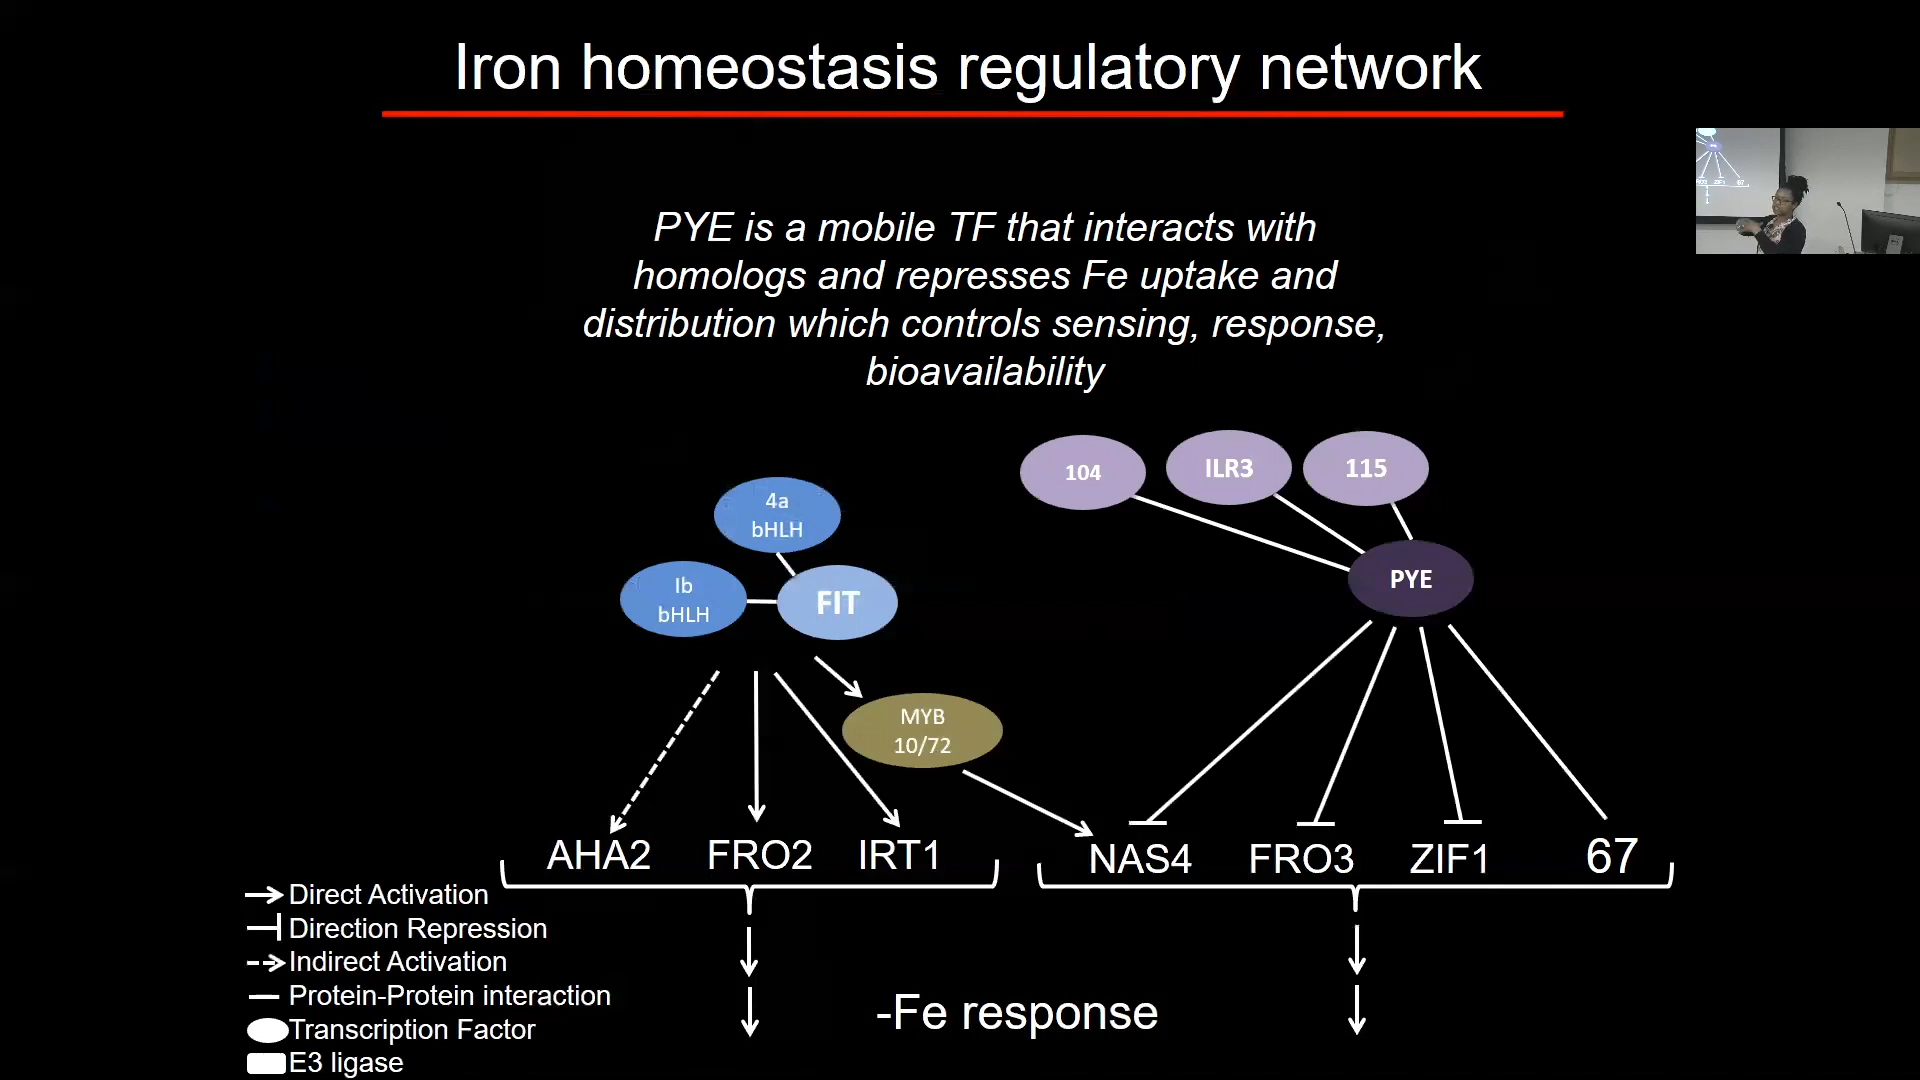 Iron homeostasis regulatory network
PYE is a mobile TF that interacts with
homologs and represses Fe uptake and
distribution which controls sensing, response,
bioavailability
104
ILR3
115
4a
bHLH
PYE
Ib
bHLH
FIT
MYB
10/72
AHA2
FRO2
IRT1
NAS4
FRO3
ZIF1
67
Direct Activation
Direction Repression
Indirect Activation
Protein-Protein interaction
Transcription Factor
E3 ligase
-Fe response